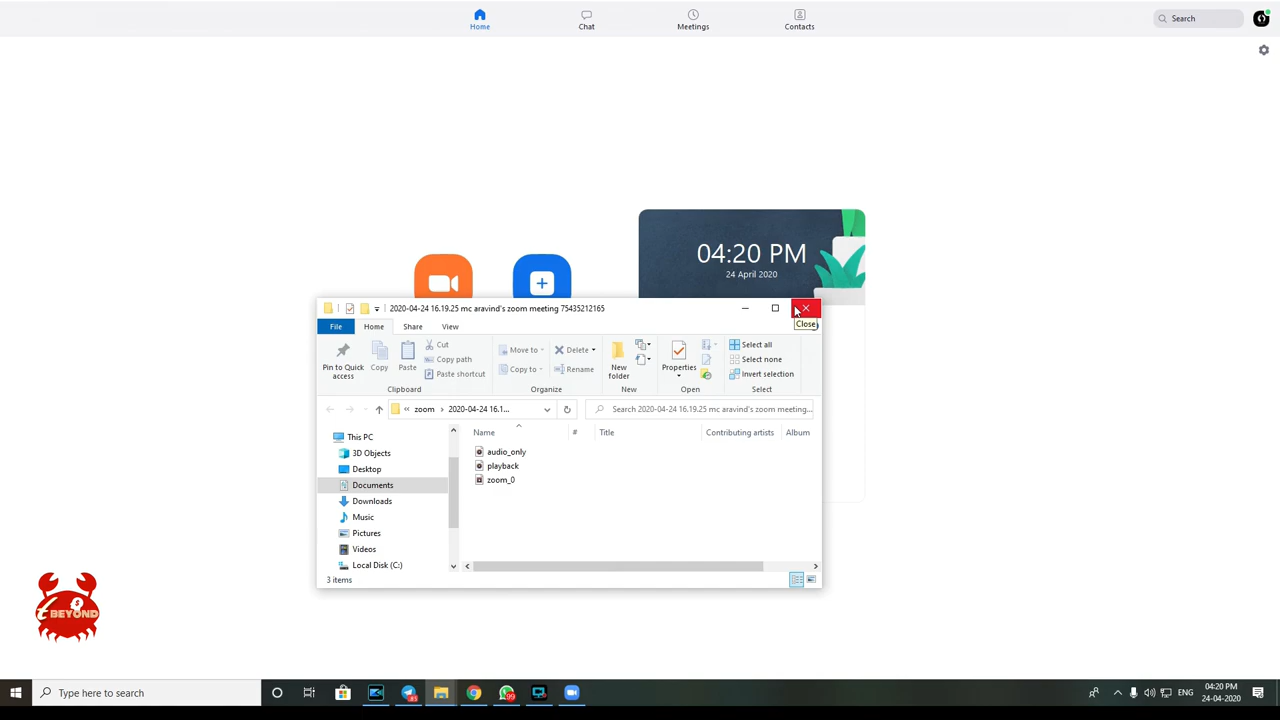 Home
Chat
Meetings
Contacts
Search
04:20 PM
24 April 2020
2020-04-24 16.19.25 mc aravind's zoom meeting 75435212165
Close
File
Home
Share
View
Pin to Quick access
Copy
Paste
Cut
Copy path
Paste shortcut
Clipboard
Move to
Copy to
Delete
Rename
Organize
New folder
New
Properties
Open
Select all
Select none
Invert selection
Select
zoom
2020-04-24 16.1...
Search 2020-04-24 16.19.25 mc aravind's zoom meeting...
This PC
3D Objects
Desktop
Documents
Downloads
Music
Pictures
Videos
Local Disk (C:)
Name
#
Title
Contributing artists
Album
audio_only
playback
zoom_0
3 items
BEYOND
Type here to search
99
ENG
04:20 PM
24-04-2020